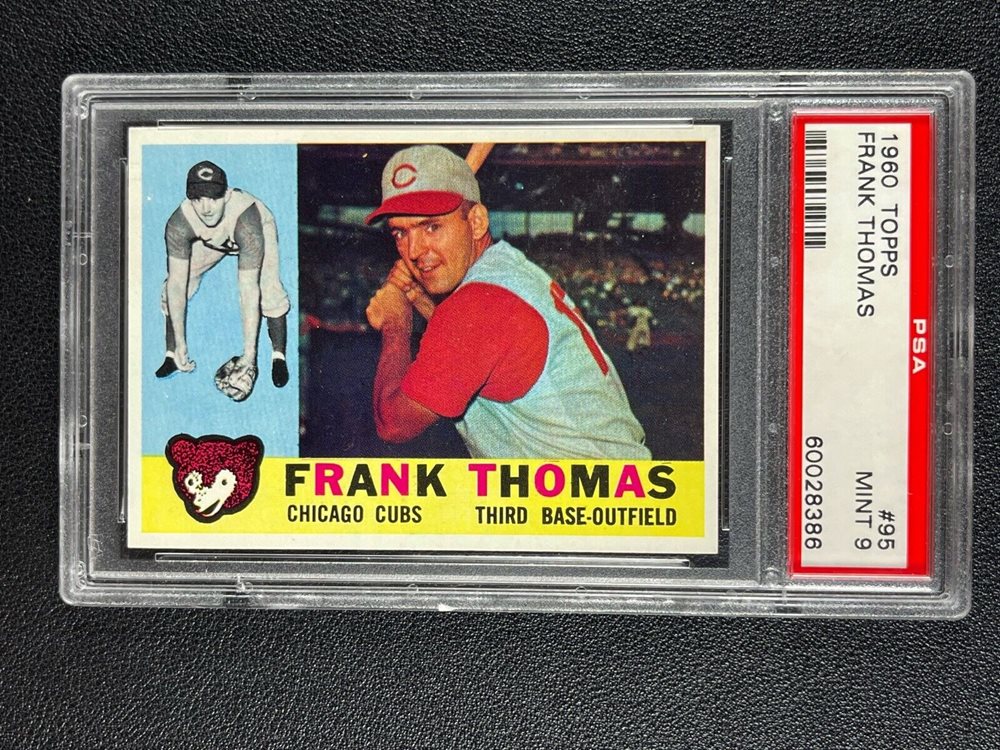 FRANK THOMAS
CHICAGO CUBS THIRD BASE-OUTFIELD
PSA
1960 TOPPS #95
FRANK THOMAS MINT 9
60028386
C
C